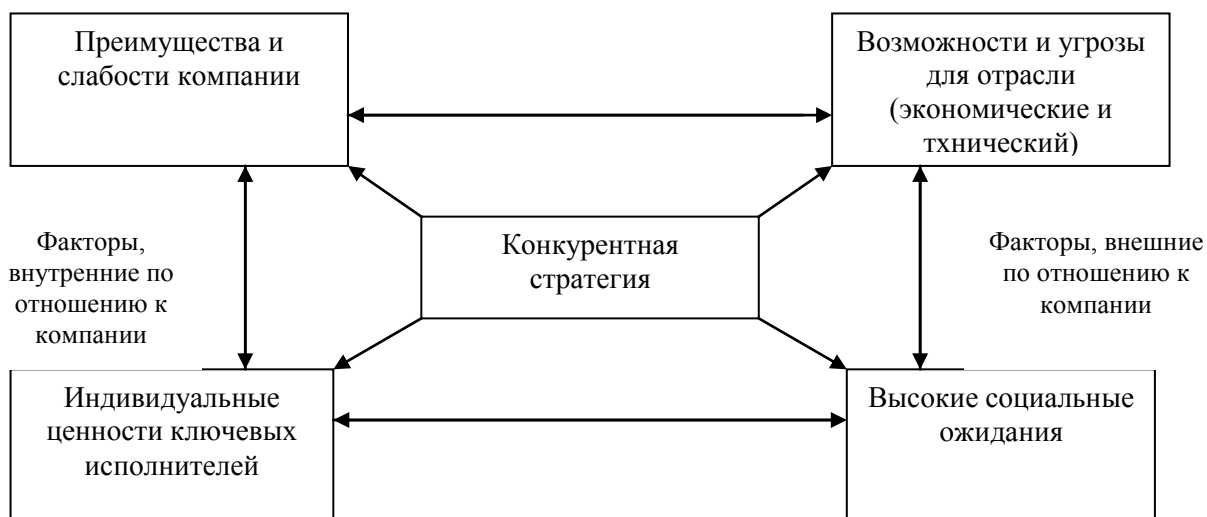 Преимущества и
слабости компании
Возможности и угрозы
для отрасли
(экономические и
тхнический)
Конкурентная
стратегия
Факторы,
внутренние по
отношению к
компании
Факторы, внешние
по отношению к
компании
Индивидуальные
ценности ключевых
исполнителей
Высокие социальные
ожидания